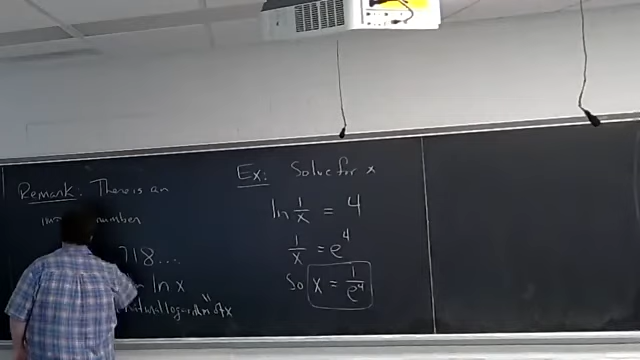 Remark: There is an
number
718...
ln x
"natural logarithm of x"
Ex: Solve for x
ln 1/x = 4
1/x = e^4
So x = 1/e^4